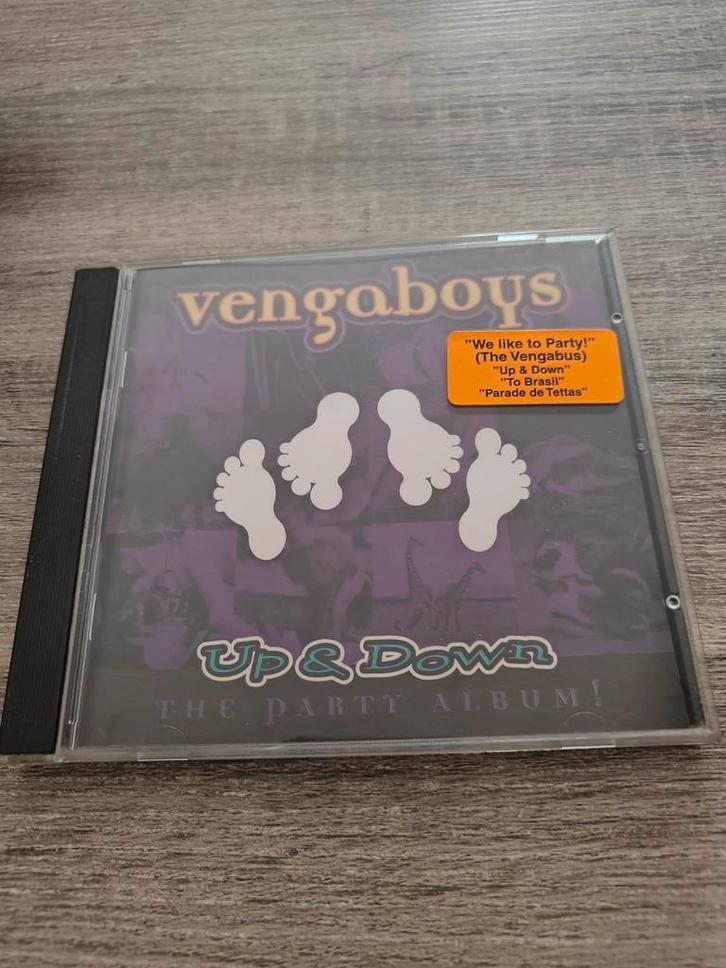 vengaboys
"We like to Party!"
(The Vengabus)
"Up & Down"
"To Brasil"
"Parade de Tettas"
Up & Down
THE PARTY ALBUM!